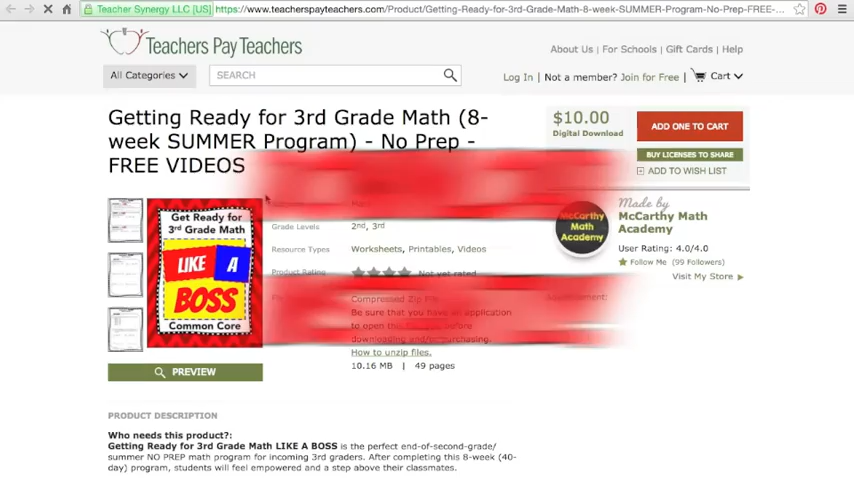 Teacher Synergy LLC [US]
https://www.teacherspayteachers.com/Product/Getting-Ready-for-3rd-Grade-Math-8-week-SUMMER-Program-No-Prep-FREE-...
Teachers Pay Teachers
About Us | For Schools | Gift Cards | Help
All Categories
SEARCH
Log In | Not a member? Join for Free |
Cart
Getting Ready for 3rd Grade Math (8-
week SUMMER Program) - No Prep -
FREE VIDEOS
$10.00
Digital Download
ADD ONE TO CART
BUY LICENSES TO SHARE
ADD TO WISH LIST
Get Ready for
3rd Grade Math
LIKE A
BOSS
Common Core
PREVIEW
Grade Levels
2nd, 3rd
Resource Types
Worksheets, Printables, Videos
Product Rating
Not yet rated
Compressed Zip File
Be sure that you have an application
to open this file type before
downloading and/or purchasing.
How to unzip files.
10.16 MB | 49 pages
McCarthy
Math
Academy
Made by
McCarthy Math
Academy
User Rating: 4.0/4.0
Follow Me (99 Followers)
Visit My Store
PRODUCT DESCRIPTION
Who needs this product?:
Getting Ready for 3rd Grade Math LIKE A BOSS is the perfect end-of-second-grade/
summer NO PREP math program for incoming 3rd graders. After completing this 8-week (40-
day) program, students will feel empowered and a step above their classmates.